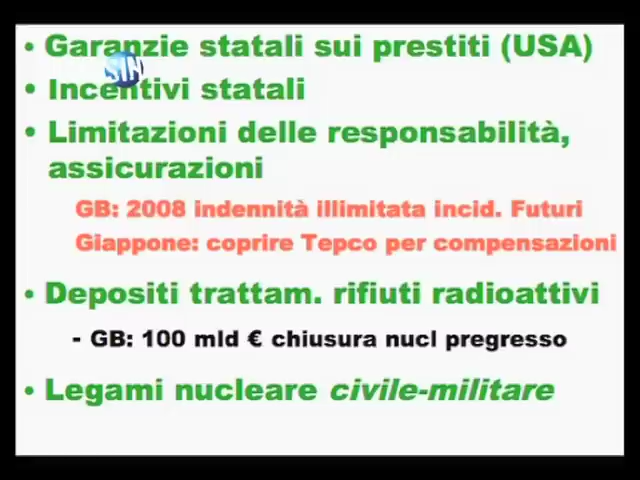 • Garanzie statali sui prestiti (USA)
SIN
• Incentivi statali
• Limitazioni delle responsabilità,
assicurazioni
GB: 2008 indennità illimitata incid. Futuri
Giappone: coprire Tepco per compensazioni
• Depositi trattam. rifiuti radioattivi
- GB: 100 mld € chiusura nucl pregresso
• Legami nucleare civile-militare